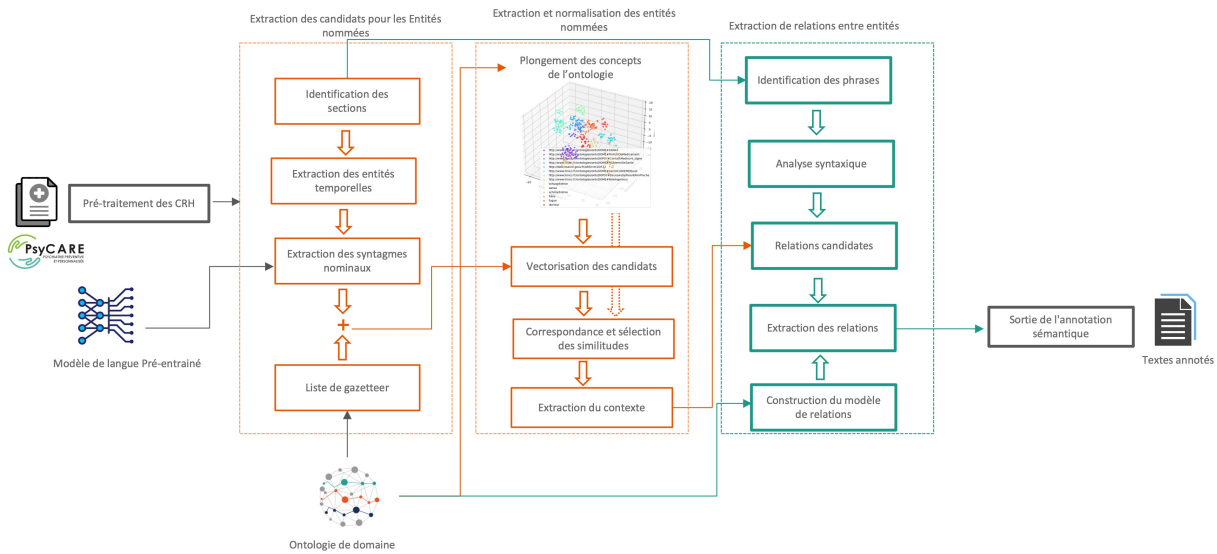 Extraction des candidats pour les Entités
nommées
Extraction et normalisation des entités
nommées
Extraction de relations entre entités
Identification des
sections
Extraction des entités
temporelles
Extraction des syntagmes
nominaux
+
Liste de gazetteer
Pré-traitement des CRH
PsyCARE
PSYCHIATRIE PRÉVENTIVE
ET PERSONNALISÉE
Modèle de langue Pré-entrainé
Ontologie de domaine
Plongement des concepts
de l'ontologie
Vectorisation des candidats
Correspondance et sélection
des similitudes
Extraction du contexte
Identification des phrases
Analyse syntaxique
Relations candidates
Extraction des relations
Construction du modèle
de relations
Sortie de l'annotation
sémantique
Textes annotés